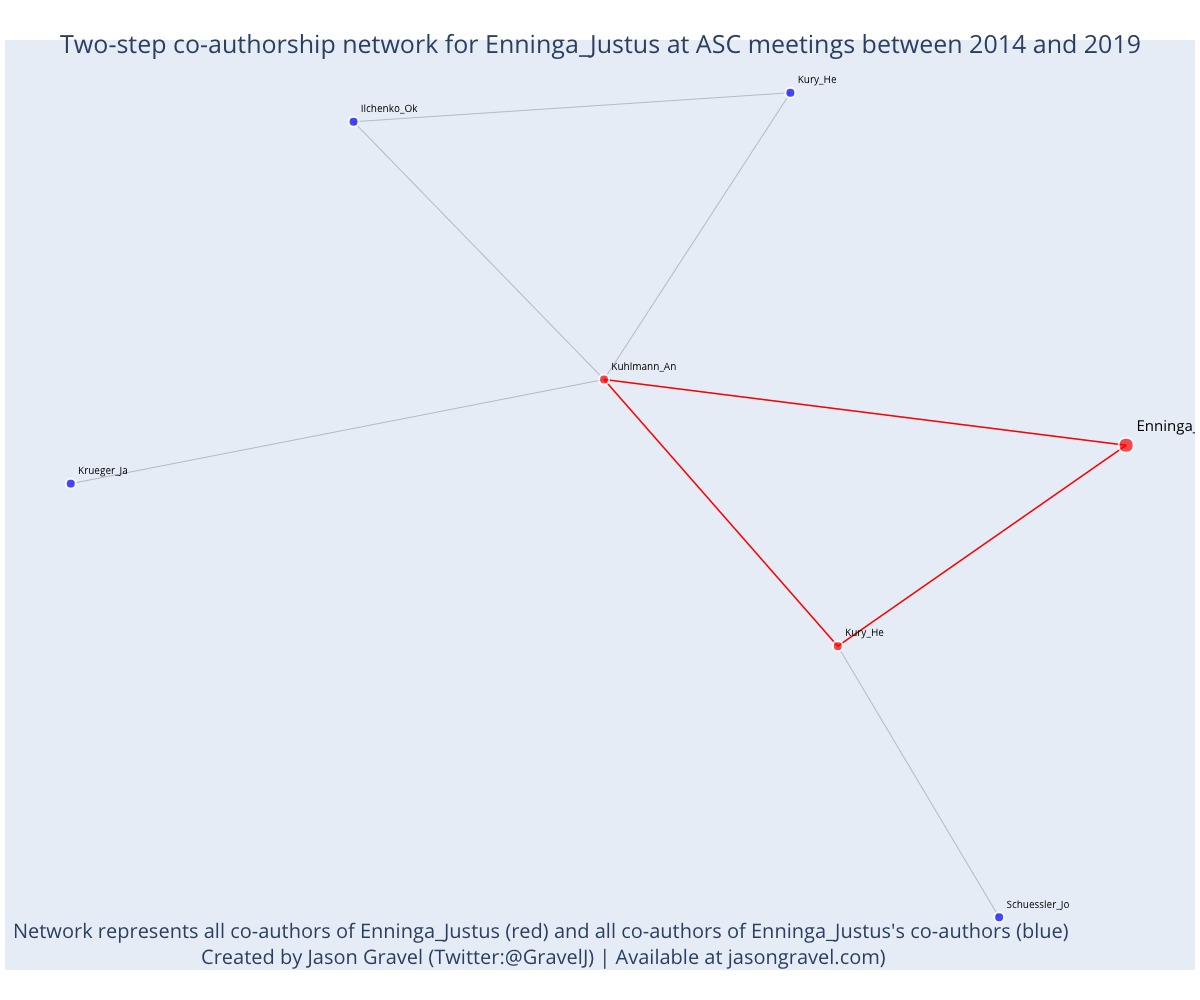 Two-step co-authorship network for Enninga_Justus at ASC meetings between 2014 and 2019
Kury_He
Ilchenko_Ok
Kuhlmann_An
Enninga_
Krueger_Ja
Kury_He
Schuessler_Jo
Network represents all co-authors of Enninga_Justus (red) and all co-authors of Enninga_Justus's co-authors (blue)
Created by Jason Gravel (Twitter:@GravelJ) | Available at jasongravel.com)